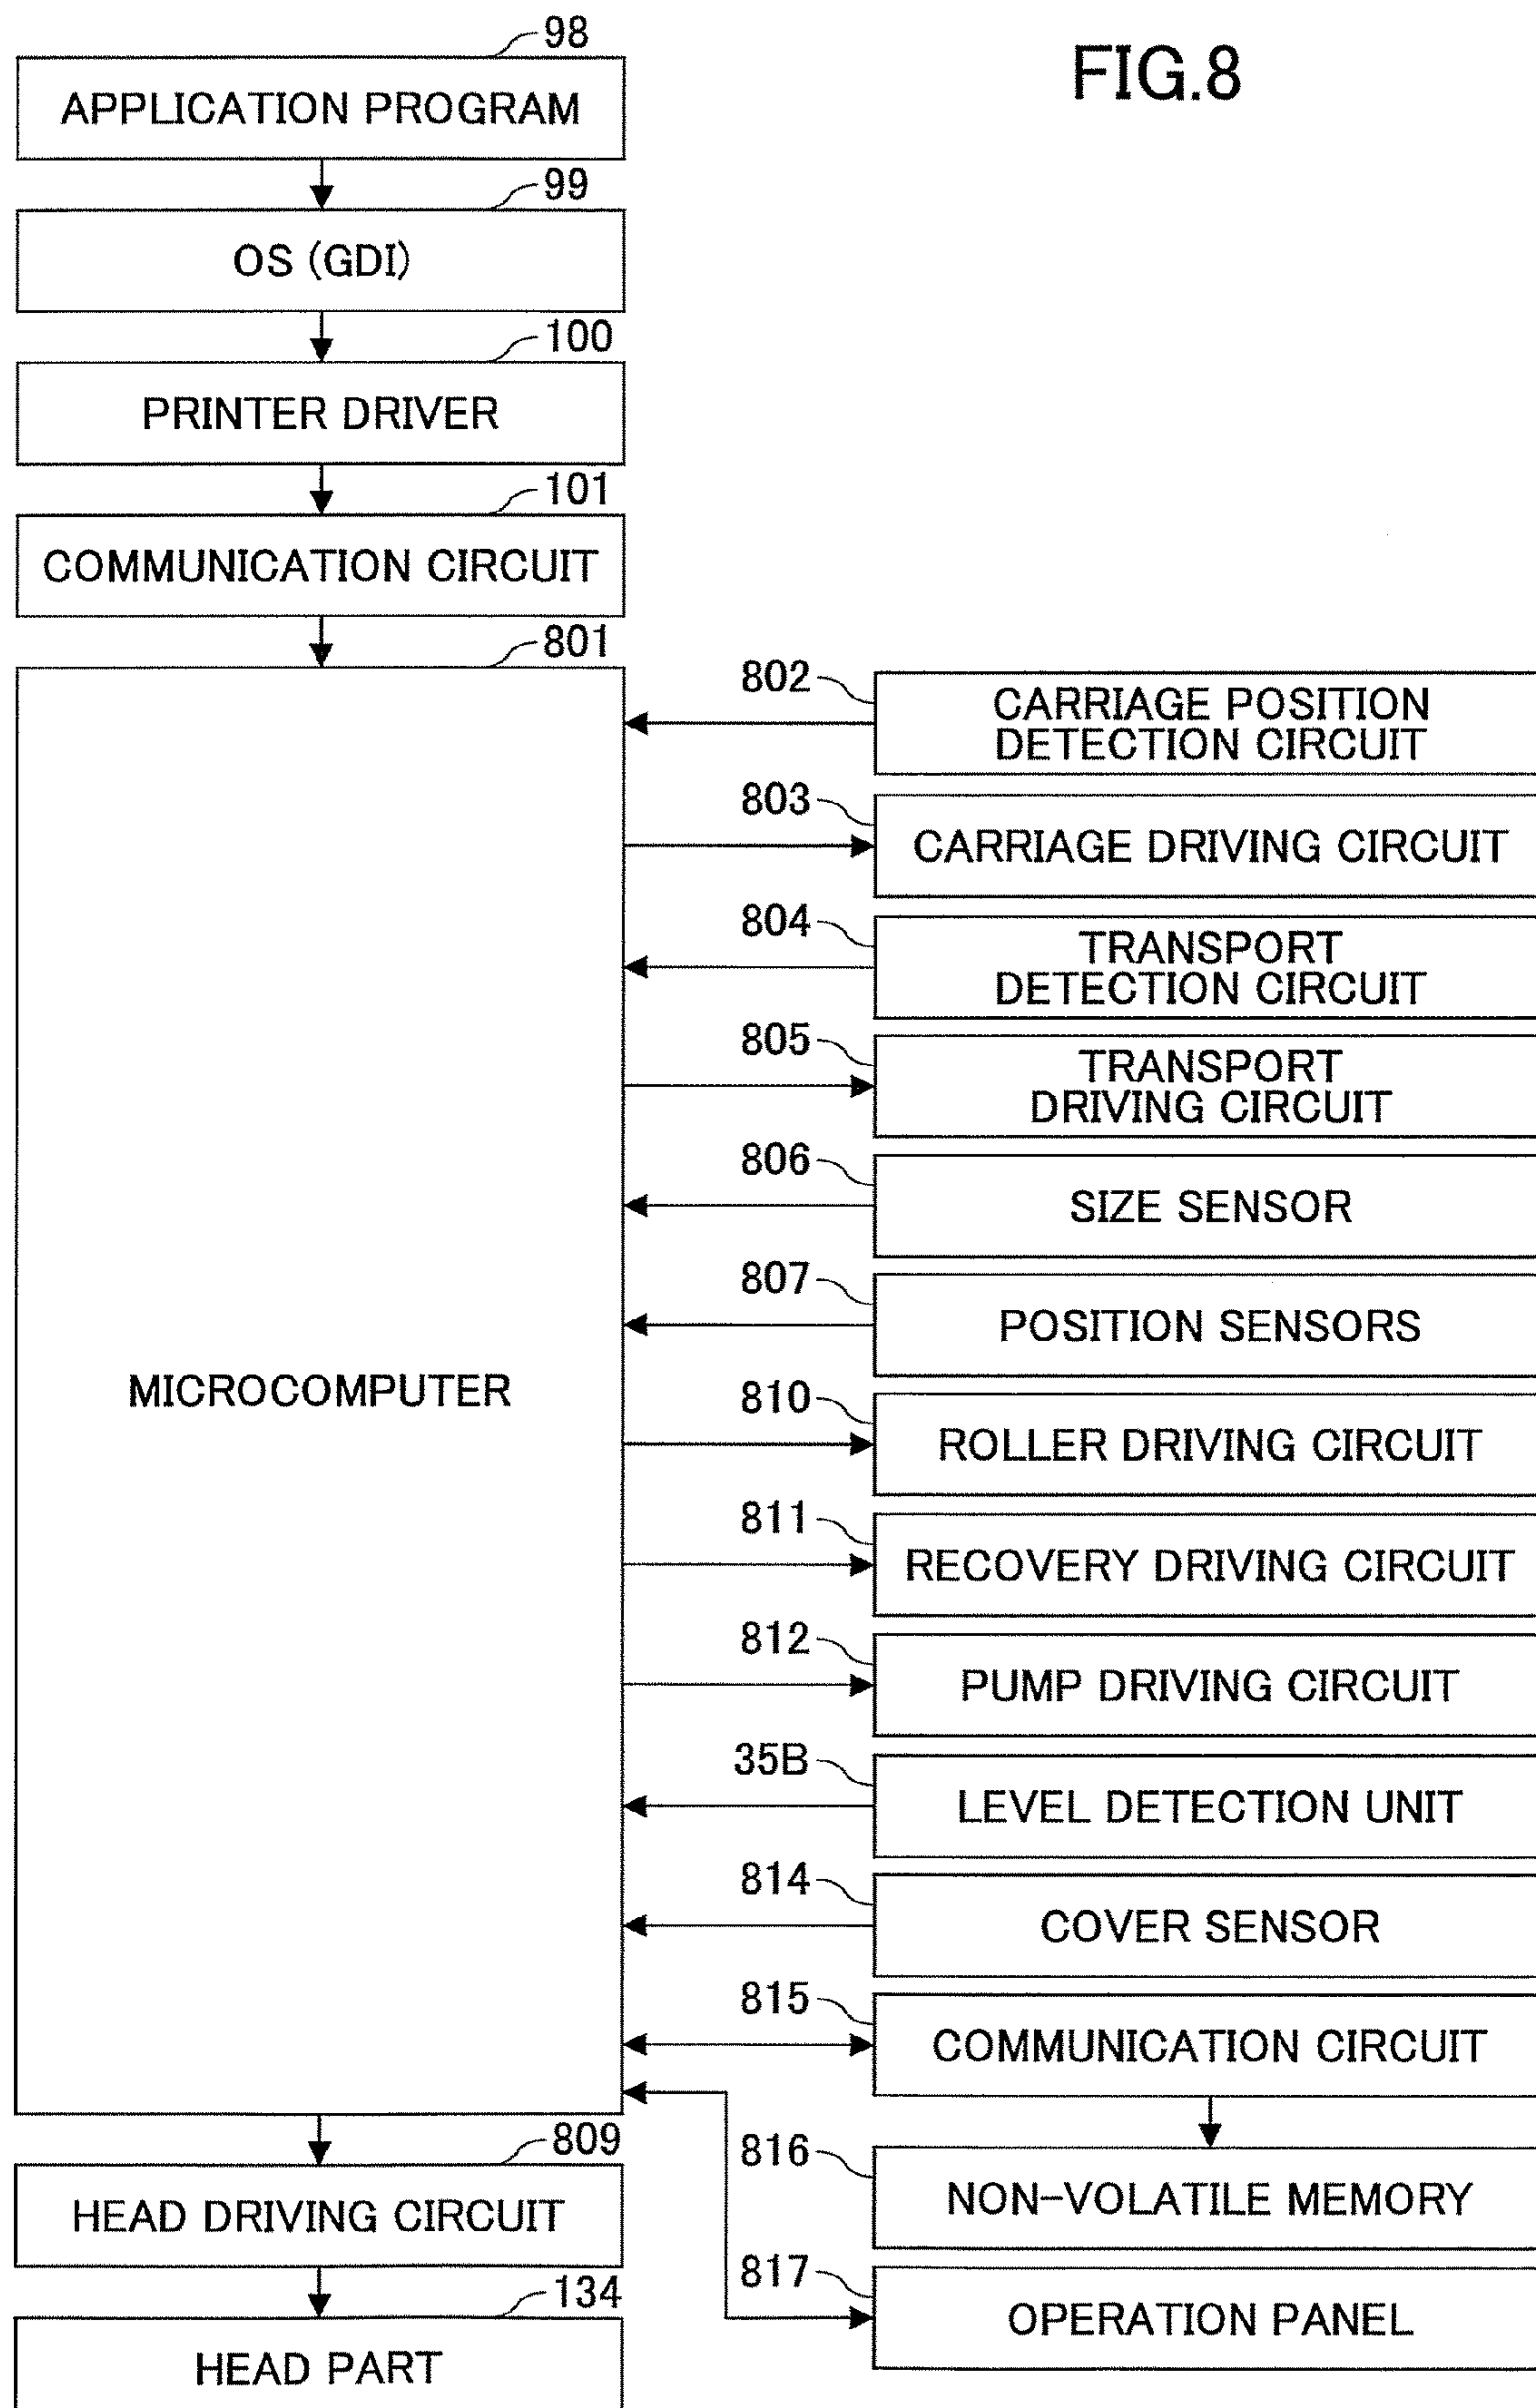 FIG.8
98
APPLICATION PROGRAM
99
OS (GDI)
100
PRINTER DRIVER
101
COMMUNICATION CIRCUIT
801
MICROCOMPUTER
802
CARRIAGE POSITION
DETECTION CIRCUIT
803
CARRIAGE DRIVING CIRCUIT
804
TRANSPORT
DETECTION CIRCUIT
805
TRANSPORT
DRIVING CIRCUIT
806
SIZE SENSOR
807
POSITION SENSORS
810
ROLLER DRIVING CIRCUIT
811
RECOVERY DRIVING CIRCUIT
812
PUMP DRIVING CIRCUIT
35B
LEVEL DETECTION UNIT
814
COVER SENSOR
815
COMMUNICATION CIRCUIT
816
NON-VOLATILE MEMORY
817
OPERATION PANEL
809
HEAD DRIVING CIRCUIT
134
HEAD PART